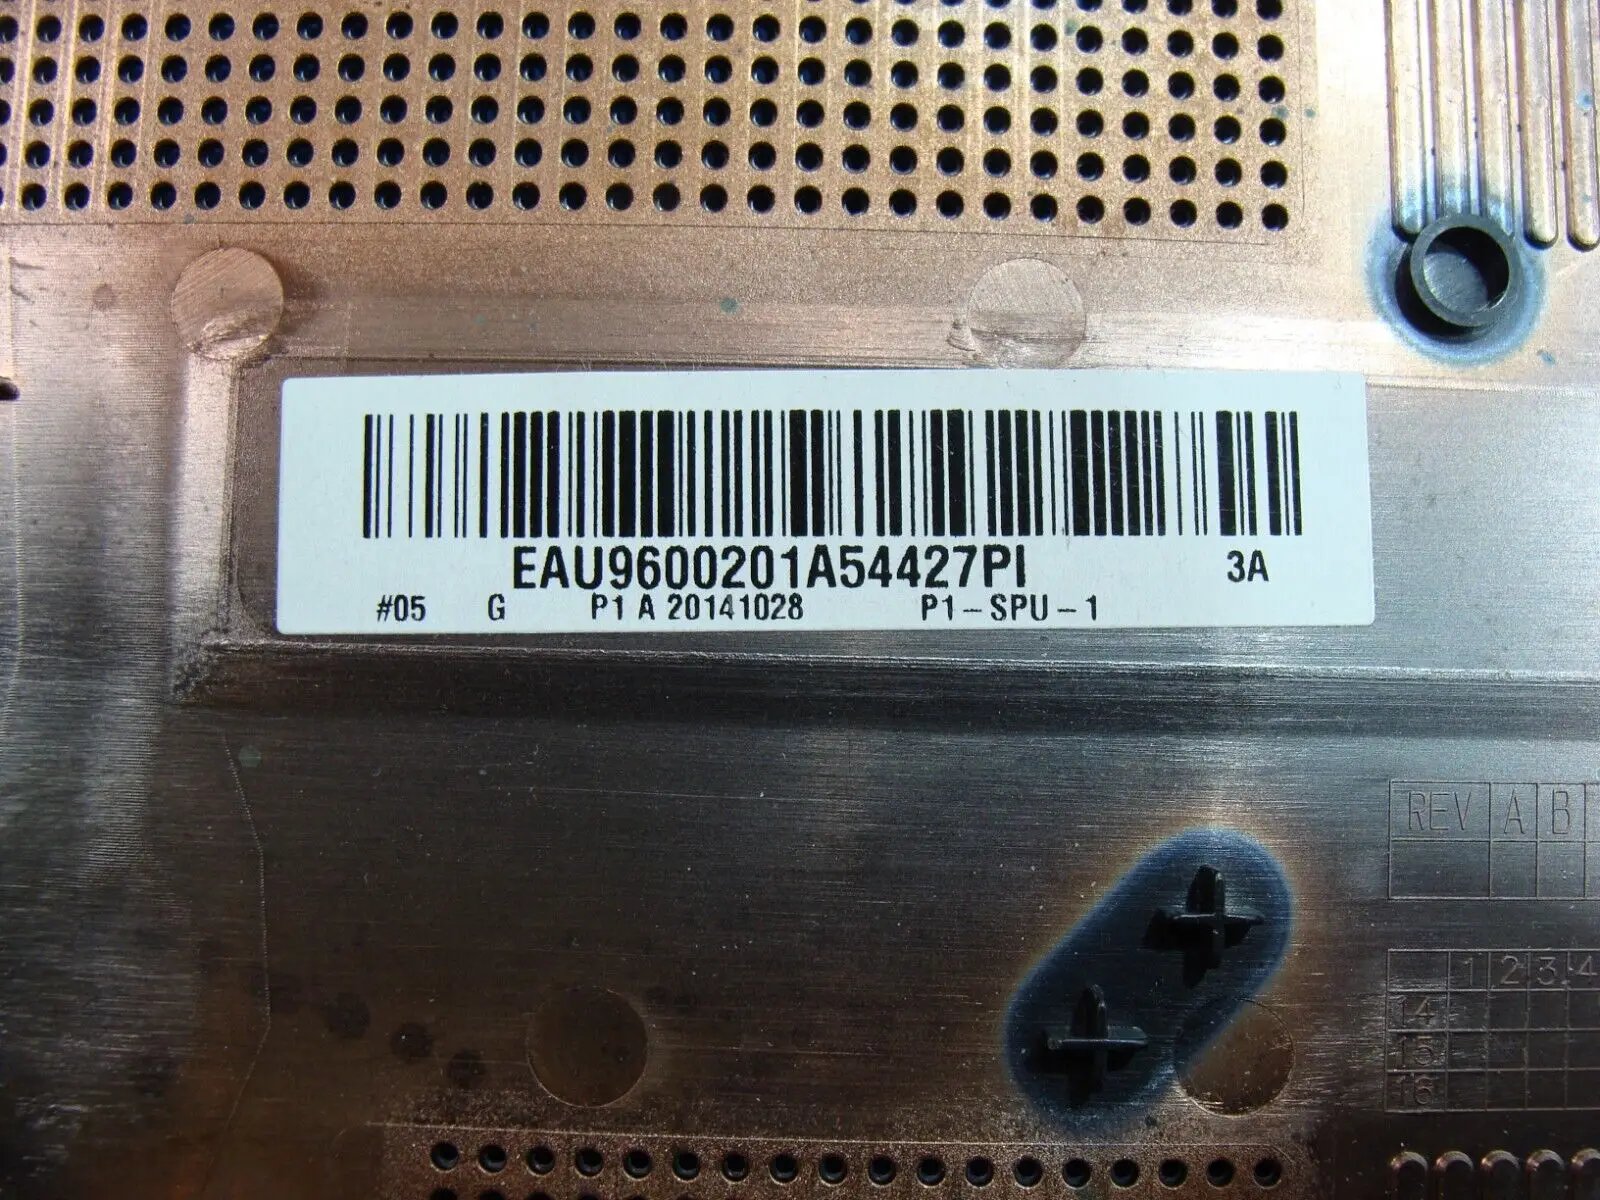 EAU9600201A54427PI 3A
#05 G P1 A 20141028 P1-SPU-1
REV A B
1 2 3 4
14
15
16